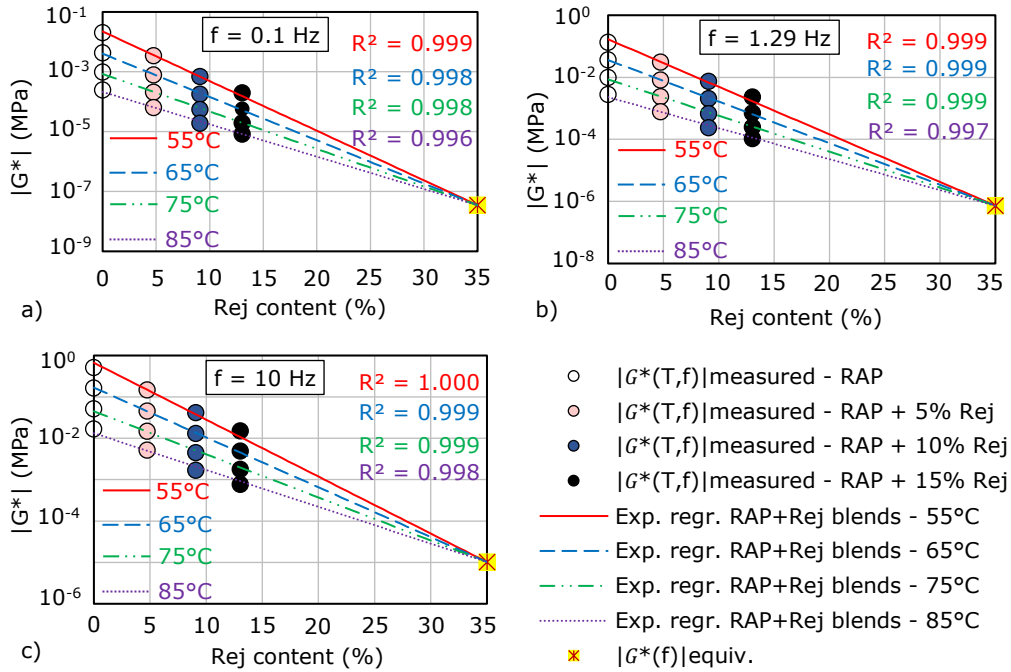 10⁻¹
10⁻³
10⁻⁵
10⁻⁷
10⁻⁹
|G*| (MPa)
f = 0.1 Hz
R² = 0.999
R² = 0.998
R² = 0.998
R² = 0.996
55°C
65°C
75°C
85°C
0 5 10 15 20 25 30 35
a) Rej content (%)
10⁰
10⁻²
10⁻⁴
10⁻⁶
10⁻⁸
|G*| (MPa)
f = 1.29 Hz
R² = 0.999
R² = 0.999
R² = 0.999
R² = 0.997
55°C
65°C
75°C
85°C
0 5 10 15 20 25 30 35
b) Rej content (%)
10⁰
10⁻²
10⁻⁴
10⁻⁶
|G*| (MPa)
f = 10 Hz
R² = 1.000
R² = 0.999
R² = 0.999
R² = 0.998
55°C
65°C
75°C
85°C
0 5 10 15 20 25 30 35
c) Rej content (%)
|G*(T,f)|measured - RAP
|G*(T,f)|measured - RAP + 5% Rej
|G*(T,f)|measured - RAP + 10% Rej
|G*(T,f)|measured - RAP + 15% Rej
Exp. regr. RAP+Rej blends - 55°C
Exp. regr. RAP+Rej blends - 65°C
Exp. regr. RAP+Rej blends - 75°C
Exp. regr. RAP+Rej blends - 85°C
|G*(f)|equiv.